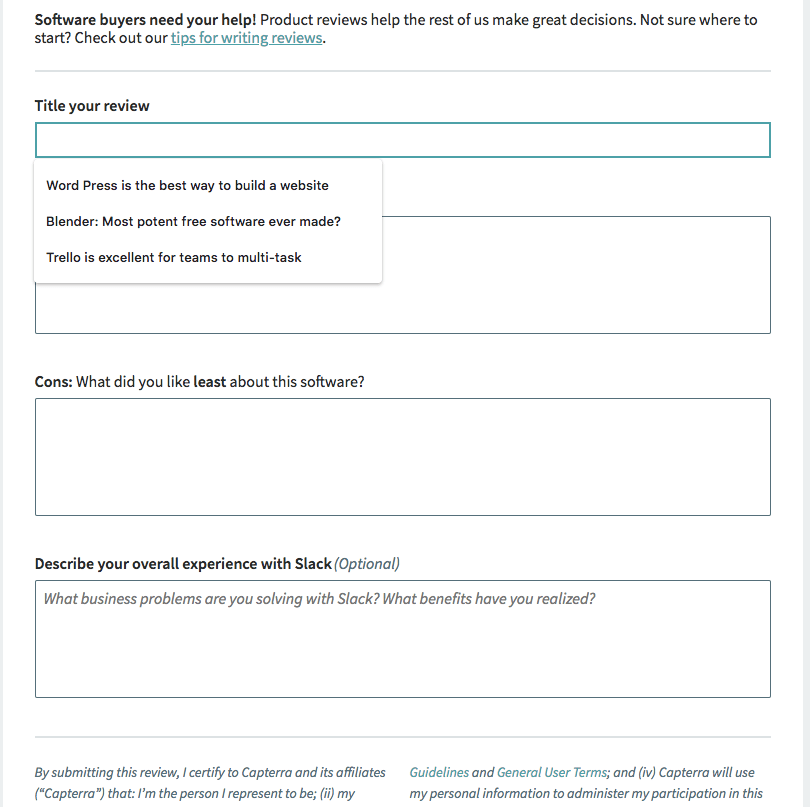 Software buyers need your help! Product reviews help the rest of us make great decisions. Not sure where to
start? Check out our tips for writing reviews.
Title your review
Word Press is the best way to build a website
Blender: Most potent free software ever made?
Trello is excellent for teams to multi-task
Cons: What did you like least about this software?
Describe your overall experience with Slack (Optional)
What business problems are you solving with Slack? What benefits have you realized?
By submitting this review, I certify to Capterra and its affiliates
(“Capterra”) that: I’m the person I represent to be; (ii) my
Guidelines and General User Terms; and (iv) Capterra will use
my personal information to administer my participation in this